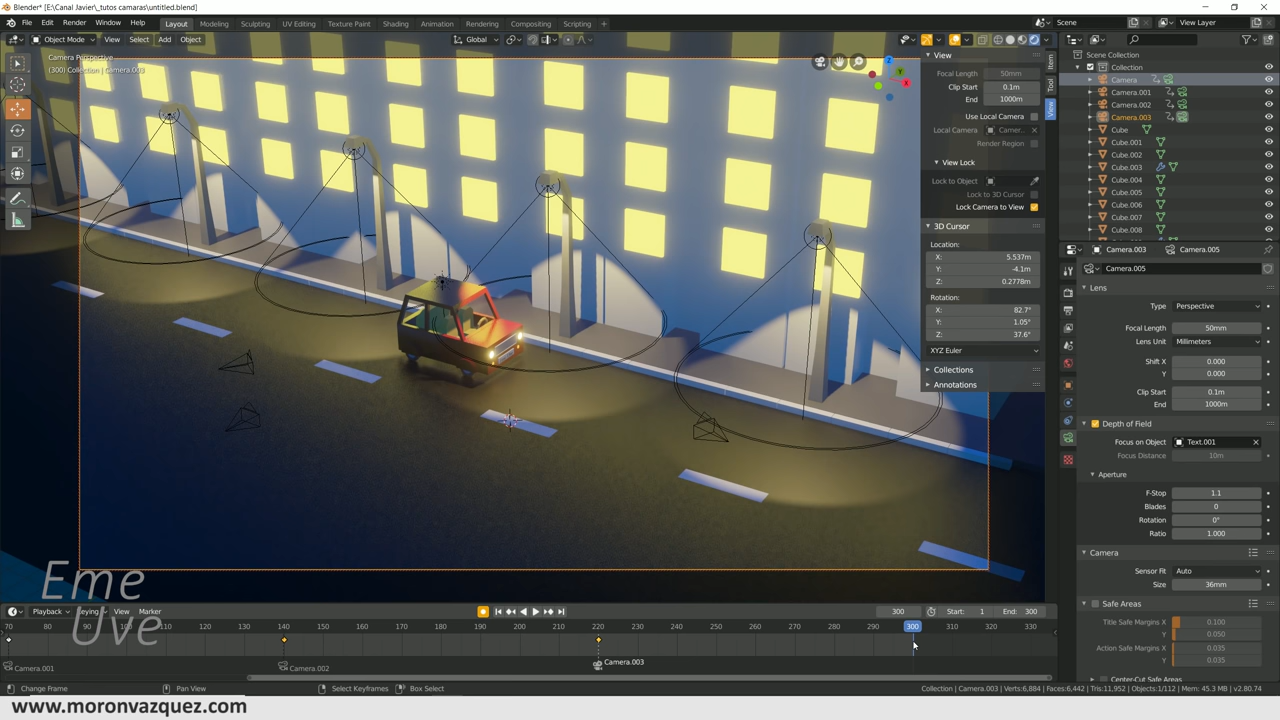 Blender* [E:\Canal Javier\_tutos camaras\untitled.blend]
File Edit Render Window Help Layout Modeling Sculpting UV Editing Texture Paint Shading Animation Rendering Compositing Scripting + Scene View Layer
Object Mode View Select Add Object Global
Camera Perspective
(300) Collection | Camera.003
View
Focal Length 50mm
Clip Start 0.1m
End 1000m
Use Local Camera
Local Camera Camer...
Render Region
View Lock
Lock to Object
Lock to 3D Cursor
Lock Camera to View
3D Cursor
Location:
X: 5.537m
Y: -4.1m
Z: 0.2778m
Rotation:
X: 82.7°
Y: 1.05°
Z: 37.6°
XYZ Euler
Collections
Annotations
Item
Tool
View
Scene Collection
Collection
Camera
Camera.001
Camera.002
Camera.003
Cube
Cube.001
Cube.002
Cube.003
Cube.004
Cube.005
Cube.006
Cube.007
Cube.008
Camera.003 Camera.005
Camera.005
Lens
Type Perspective
Focal Length 50mm
Lens Unit Milimeters
Shift X 0.000
Y 0.000
Clip Start 0.1m
End 1000m
Depth of Field
Focus on Object Text.001
Focus Distance 10m
Aperture
F-Stop 1.1
Blades 0
Rotation 0°
Ratio 1.000
Camera
Sensor Fit Auto
Size 36mm
Safe Areas
Title Safe Margins X 0.100
Y 0.050
Action Safe Margins X 0.035
Y 0.035
Center-Cut Safe Areas
Eme
Uve
Playback Keying View Marker 300 Start: 1 End: 300
70 80 90 100 110 120 130 140 150 160 170 180 190 200 210 220 230 240 250 260 270 280 290 300 310 320 330
Camera.001 Camera.002 Camera.003
Change Frame Pan View Select Keyframes Box Select Collection | Camera.003 | Verts:6,884 | Faces:6,442 | Tris:11,952 | Objects:1/112 | Mem: 45.3 MB | v2.80.74
www.moronvazquez.com